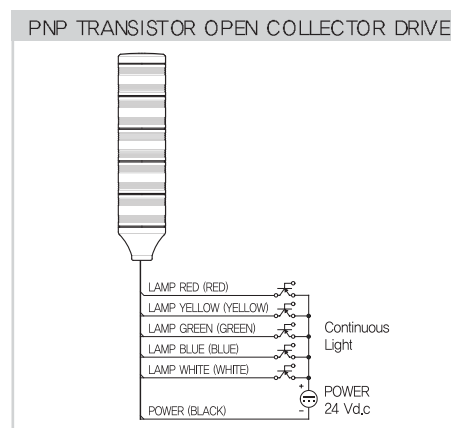 PNP TRANSISTOR OPEN COLLECTOR DRIVE
LAMP RED (RED)
LAMP YELLOW (YELLOW)
LAMP GREEN (GREEN)
LAMP BLUE (BLUE)
LAMP WHITE (WHITE)
Continuous
Light
+
POWER
24 Vd.c
−
POWER (BLACK)